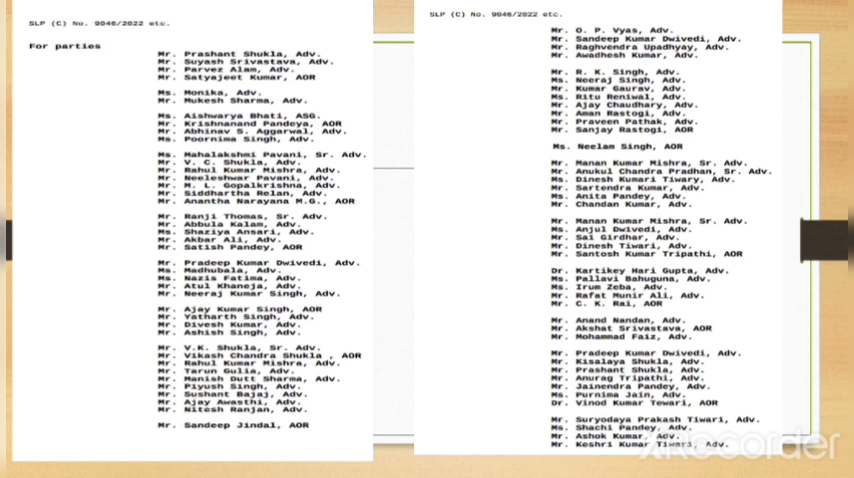 SLP (C) No. 9046/2022 etc.
For parties
Mr. Prashant Shukla, Adv.
Mr. Suyash Srivastava, Adv.
Mr. Parvez Alam, Adv.
Mr. Satyajeet Kumar, AOR
Ms. Monika, Adv.
Mr. Mukesh Sharma, Adv.
Ms. Aishwarya Bhati, ASG.
Mr. Krishnanand Pandeya, AOR
Mr. Abhinav S. Aggarwal, Adv.
Ms. Poornima Singh, Adv.
Ms. Mahalakshmi Pavani, Sr. Adv.
Mr. V. C. Shukla, Adv.
Mr. Rahul Kumar Mishra, Adv.
Mr. Neeleshwar Pavani, Adv.
Mr. M. L. Gopalkrishna, Adv.
Mr. Siddhartha Relan, Adv.
Mr. Anantha Narayana M.G., AOR
Mr. Ranji Thomas, Sr. Adv.
Mr. Abbula Kalam, Adv.
Ms. Shaziya Ansari, Adv.
Mr. Akbar Ali, Adv.
Mr. Satish Pandey, AOR
Mr. Pradeep Kumar Dwivedi, Adv.
Ms. Madhubala, Adv.
Ms. Nazis Fatima, Adv.
Mr. Atul Khaneja, Adv.
Mr. Neeraj Kumar Singh, Adv.
Mr. Ajay Kumar Singh, AOR
Mr. Yatharth Singh, Adv.
Mr. Divesh Kumar, Adv.
Mr. Ashish Singh, Adv.
Mr. V.K. Shukla, Sr. Adv.
Mr. Vikash Chandra Shukla , AOR
Mr. Rahul Kumar Mishra, Adv.
Mr. Tarun Gulia, Adv.
Mr. Manish Dutt Sharma, Adv.
Mr. Piyush Singh, Adv.
Mr. Sushant Bajaj, Adv.
Mr. Ajay Awasthi, Adv.
Mr. Nitesh Ranjan, Adv.
Mr. Sandeep Jindal, AOR
SLP (C) No. 9046/2022 etc.
Mr. O. P. Vyas, Adv.
Mr. Sandeep Kumar Dwivedi, Adv.
Mr. Raghvendra Upadhyay, Adv.
Mr. Awadhesh Kumar, Adv.
Mr. R. K. Singh, Adv.
Ms. Neeraj Singh, Adv.
Mr. Kumar Gaurav, Adv.
Ms. Ritu Reniwal, Adv.
Mr. Ajay Chaudhary, Adv.
Mr. Aman Rastogi, Adv.
Mr. Praveen Pathak, Adv.
Mr. Sanjay Rastogi, AOR
Ms. Neelam Singh, AOR
Mr. Manan Kumar Mishra, Sr. Adv.
Mr. Anukul Chandra Pradhan, Sr. Adv.
Ms. Dinesh Kumari Tiwary, Adv.
Mr. Sartendra Kumar, Adv.
Ms. Anita Pandey, Adv.
Mr. Chandan Kumar, Adv.
Mr. Manan Kumar Mishra, Sr. Adv.
Ms. Anjul Dwivedi, Adv.
Mr. Sai Girdhar, Adv.
Mr. Dinesh Tiwari, Adv.
Mr. Santosh Kumar Tripathi, AOR
Dr. Kartikey Hari Gupta, Adv.
Ms. Pallavi Bahuguna, Adv.
Ms. Irum Zeba, Adv.
Mr. Rafat Munir Ali, Adv.
Mr. C. K. Rai, AOR
Mr. Anand Nandan, Adv.
Mr. Akshat Srivastava, AOR
Mr. Mohammad Faiz, Adv.
Mr. Pradeep Kumar Dwivedi, Adv.
Mr. Kisalaya Shukla, Adv.
Mr. Prashant Shukla, Adv.
Mr. Anurag Tripathi, Adv.
Mr. Jainendra Pandey, Adv.
Ms. Purnima Jain, Adv.
Dr. Vinod Kumar Tewari, AOR
Mr. Suryodaya Prakash Tiwari, Adv.
Ms. Shachi Pandey, Adv.
Mr. Ashok Kumar, Adv.
Mr. Keshri Kumar Tiwari, Adv.
XRecorder